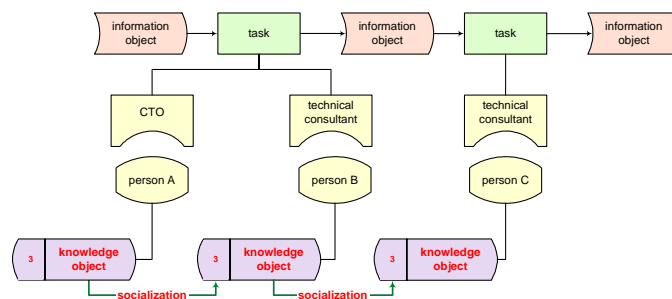 information
object
task
information
object
task
information
object
CTO
technical
consultant
technical
consultant
person A
person B
person C
3
knowledge
object
3
knowledge
object
3
knowledge
object
socialization
socialization